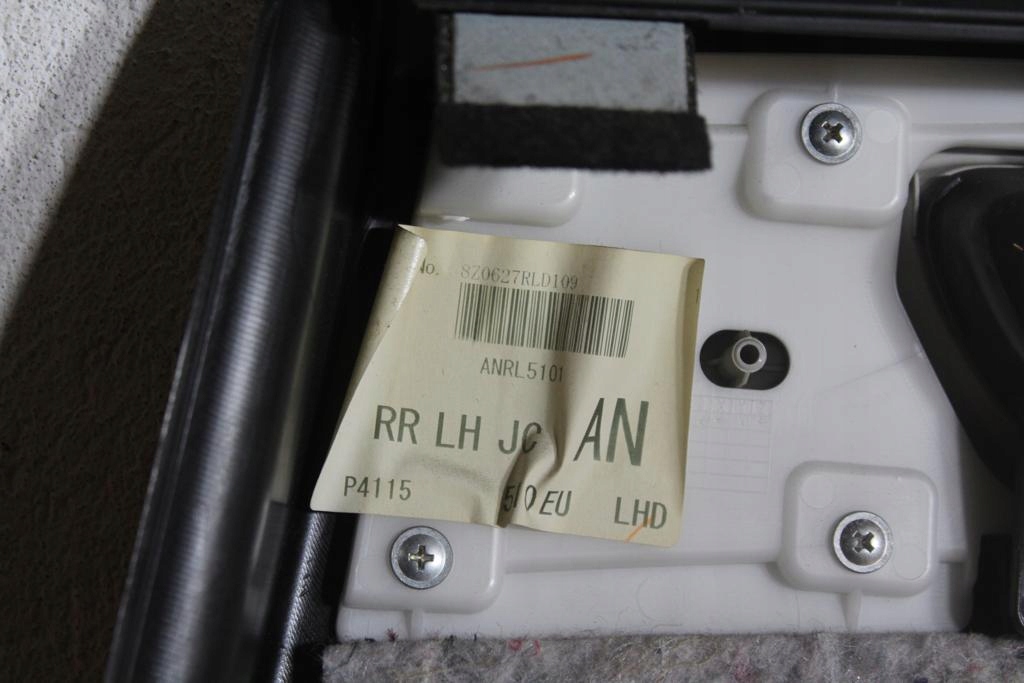 No. 8Z0627RLD109
ANRL5101
RR LH JC AN
P4115 EU LHD